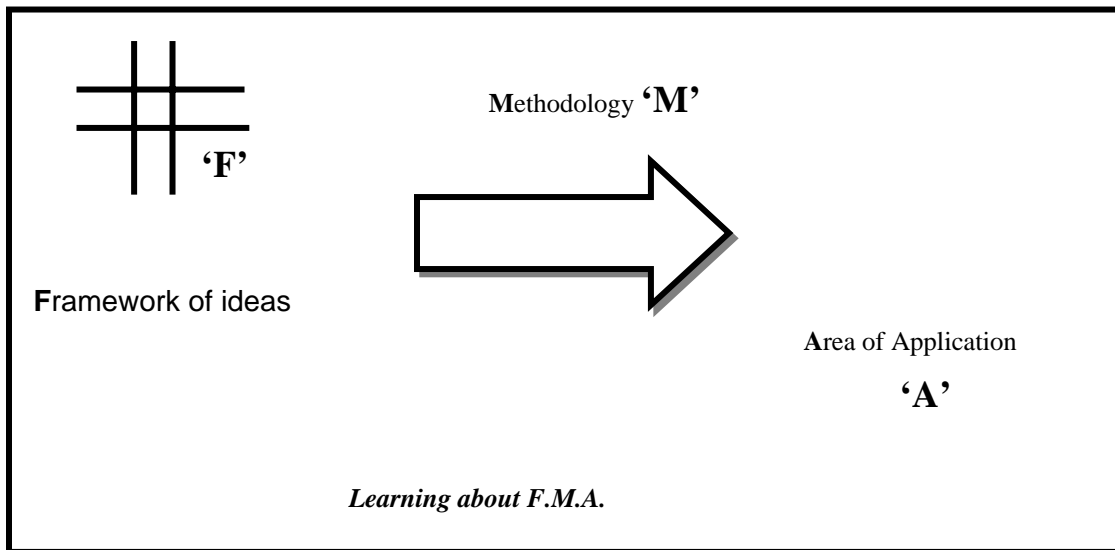 Methodology ‘M’
‘F’
Framework of ideas
Area of Application
‘A’
Learning about F.M.A.